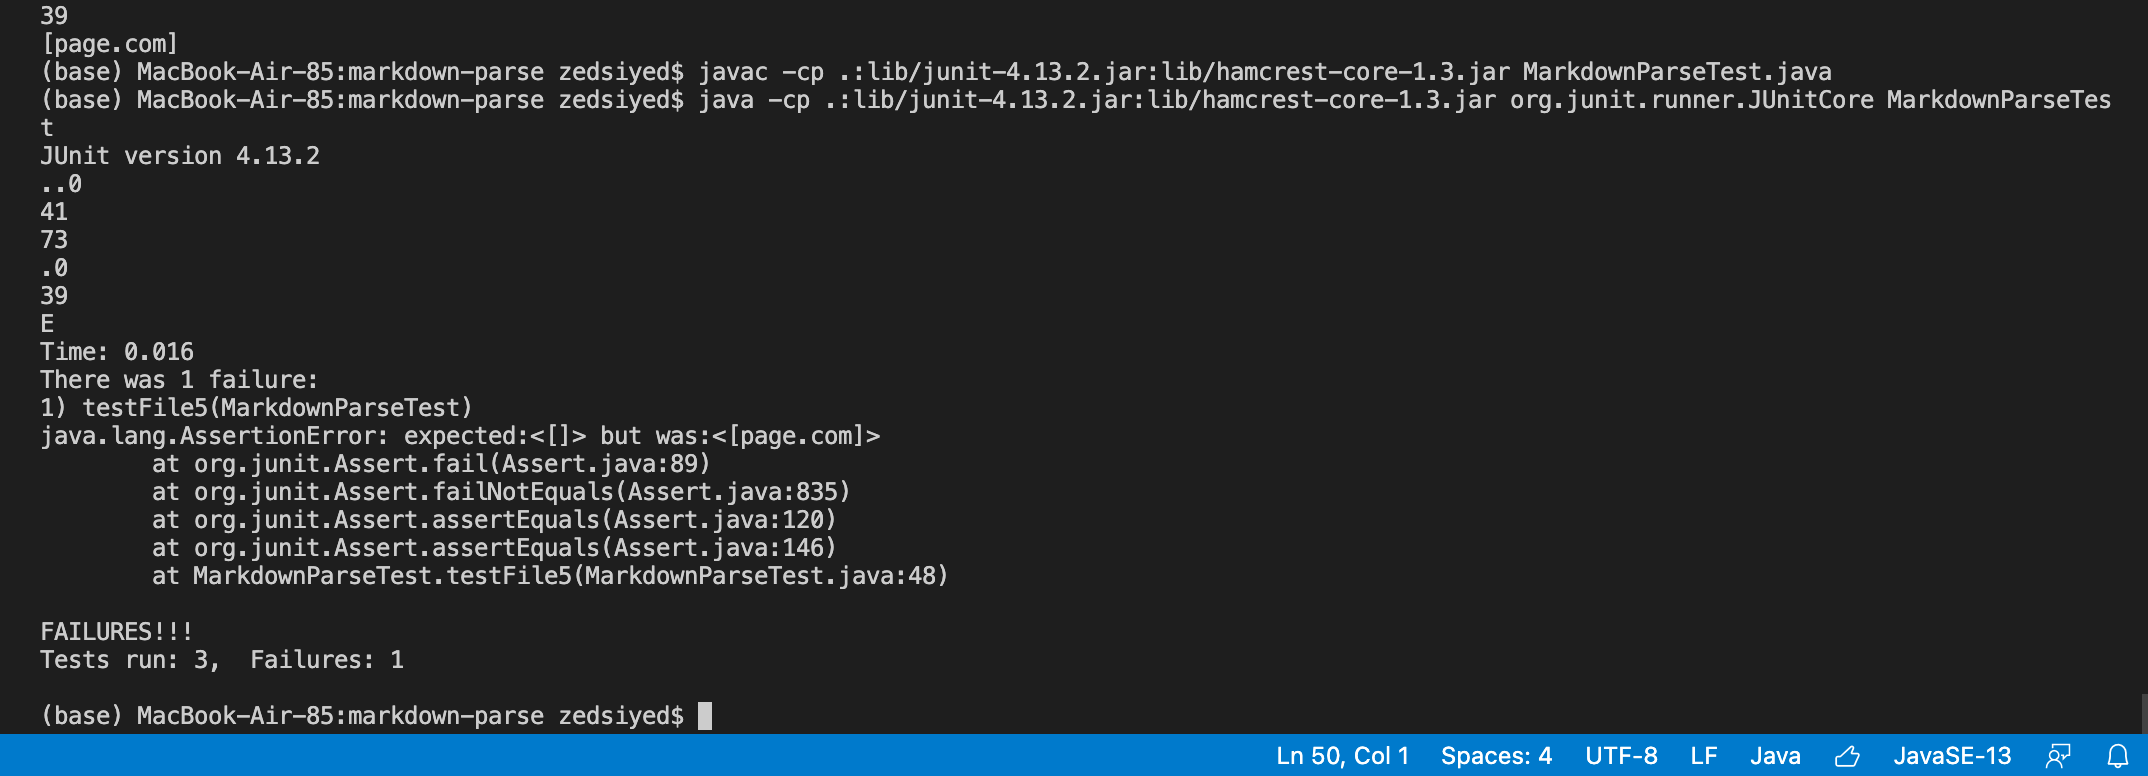 39
[page.com]
(base) MacBook-Air-85:markdown-parse zedsiyed$ javac -cp .:lib/junit-4.13.2.jar:lib/hamcrest-core-1.3.jar MarkdownParseTest.java
(base) MacBook-Air-85:markdown-parse zedsiyed$ java -cp .:lib/junit-4.13.2.jar:lib/hamcrest-core-1.3.jar org.junit.runner.JUnitCore MarkdownParseTes
t
JUnit version 4.13.2
..0
41
73
.0
39
E
Time: 0.016
There was 1 failure:
1) testFile5(MarkdownParseTest)
java.lang.AssertionError: expected:<[]> but was:<[page.com]>
        at org.junit.Assert.fail(Assert.java:89)
        at org.junit.Assert.failNotEquals(Assert.java:835)
        at org.junit.Assert.assertEquals(Assert.java:120)
        at org.junit.Assert.assertEquals(Assert.java:146)
        at MarkdownParseTest.testFile5(MarkdownParseTest.java:48)
FAILURES!!!
Tests run: 3,  Failures: 1
(base) MacBook-Air-85:markdown-parse zedsiyed$
Ln 50, Col 1 Spaces: 4 UTF-8 LF Java JavaSE-13